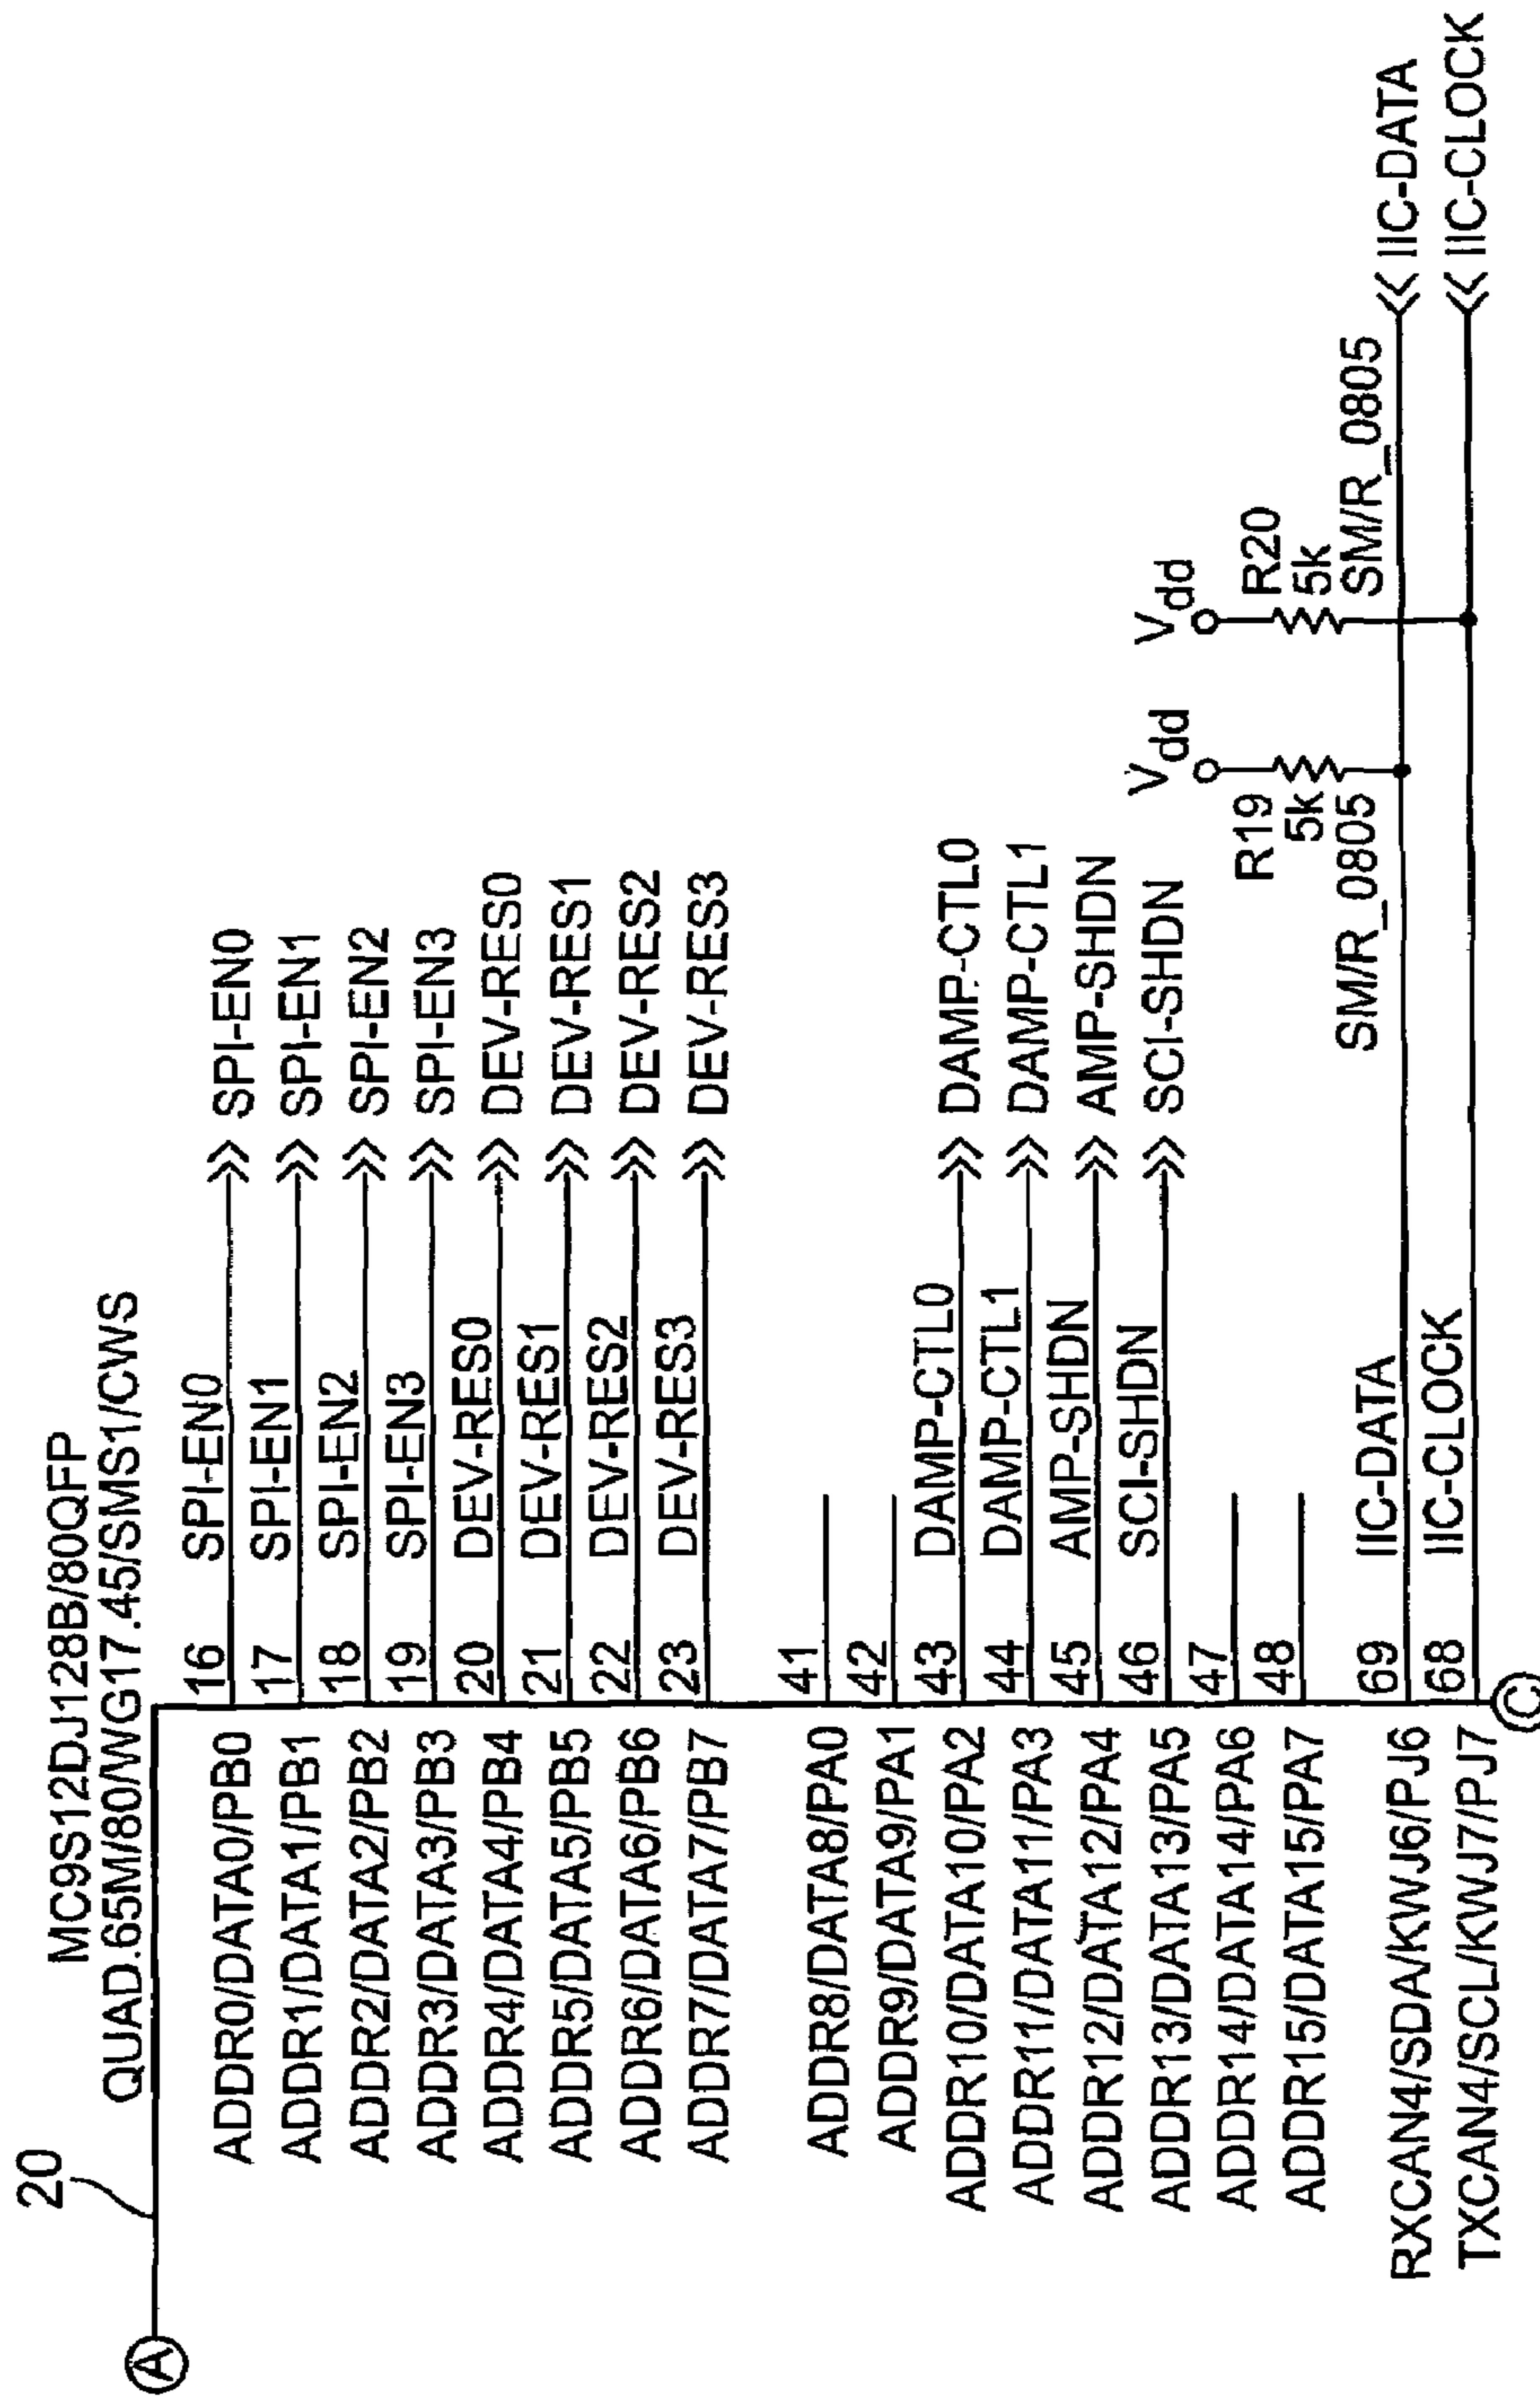 20
MC9S12DJ128B/80QFP
QUAD.65M/80/WG17.45/SMS1/CWS
A
ADDR0/DATA0/PB0 16 SPI-EN0 SPI-EN0
ADDR1/DATA1/PB1 17 SPI-EN1 SPI-EN1
ADDR2/DATA2/PB2 18 SPI-EN2 SPI-EN2
ADDR3/DATA3/PB3 19 SPI-EN3 SPI-EN3
ADDR4/DATA4/PB4 20 DEV-RES0 DEV-RES0
ADDR5/DATA5/PB5 21 DEV-RES1 DEV-RES1
ADDR6/DATA6/PB6 22 DEV-RES2 DEV-RES2
ADDR7/DATA7/PB7 23 DEV-RES3 DEV-RES3
ADDR8/DATA8/PA0 41
ADDR9/DATA9/PA1 42
ADDR10/DATA10/PA2 43 DAMP-CTL0 DAMP-CTL0
ADDR11/DATA11/PA3 44 DAMP-CTL1 DAMP-CTL1
ADDR12/DATA12/PA4 45 AMP-SHDN AMP-SHDN
ADDR13/DATA13/PA5 46 SCI-SHDN SCI-SHDN
ADDR14/DATA14/PA6 47
ADDR15/DATA15/PA7 48
Vdd Vdd
R19 R20
5k 5k
SM/R_0805 SM/R_0805
RXCAN4/SDA/KWJ6/PJ6 69 IIC-DATA IIC-DATA
TXCAN4/SCL/KWJ7/PJ7 68 IIC-CLOCK IIC-CLOCK
C